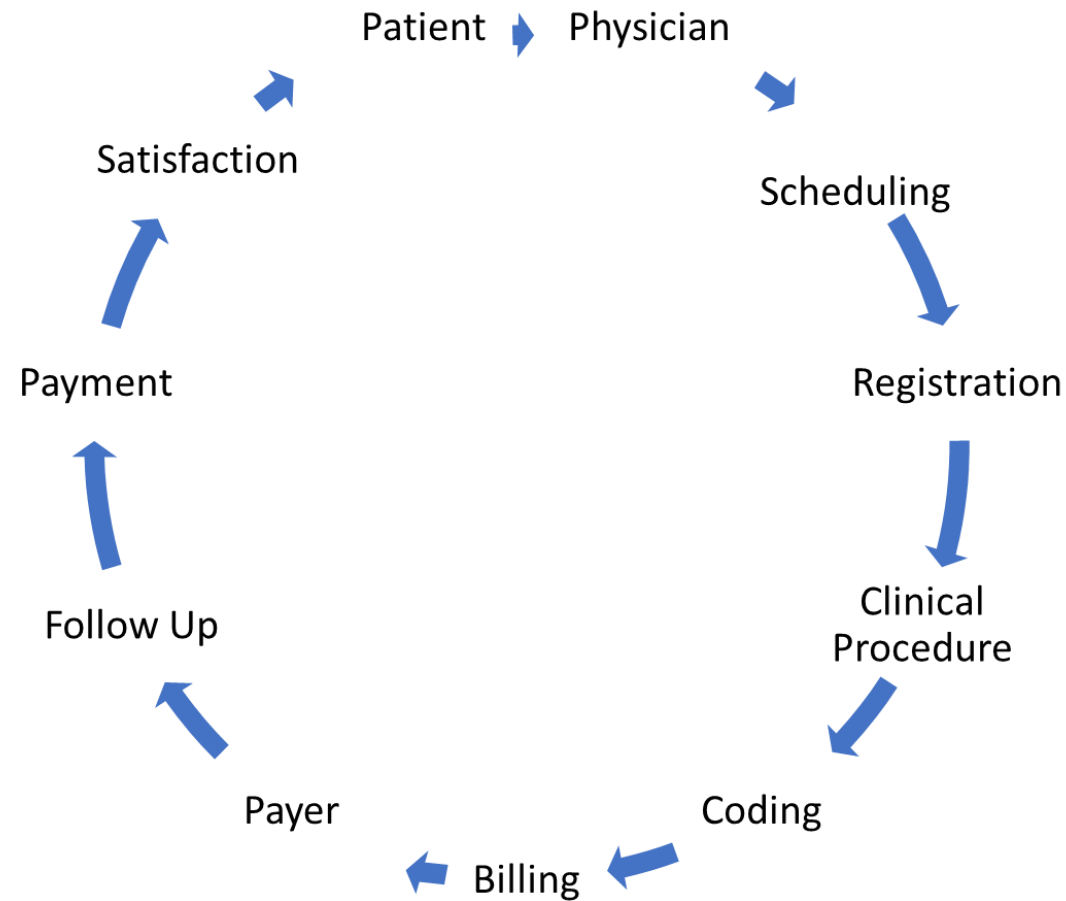 Patient
Physician
Scheduling
Registration
Clinical
Procedure
Coding
Billing
Payer
Follow Up
Payment
Satisfaction